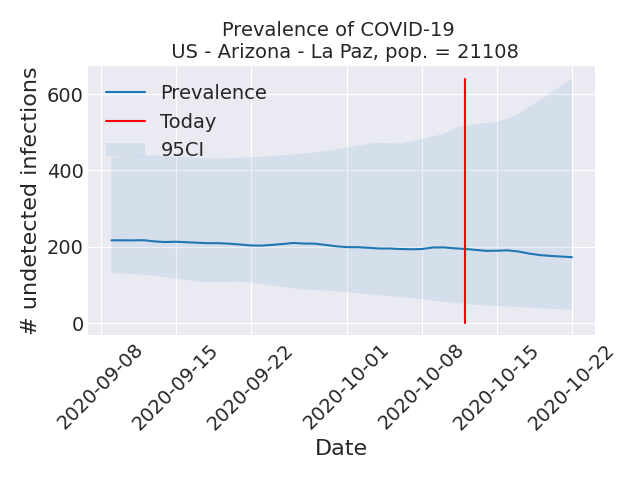 Prevalence of COVID-19
US - Arizona - La Paz, pop. = 21108
# undetected infections
600
400
200
0
Prevalence
Today
95CI
2020-09-08
2020-09-15
2020-09-22
2020-10-01
2020-10-08
2020-10-15
2020-10-22
Date